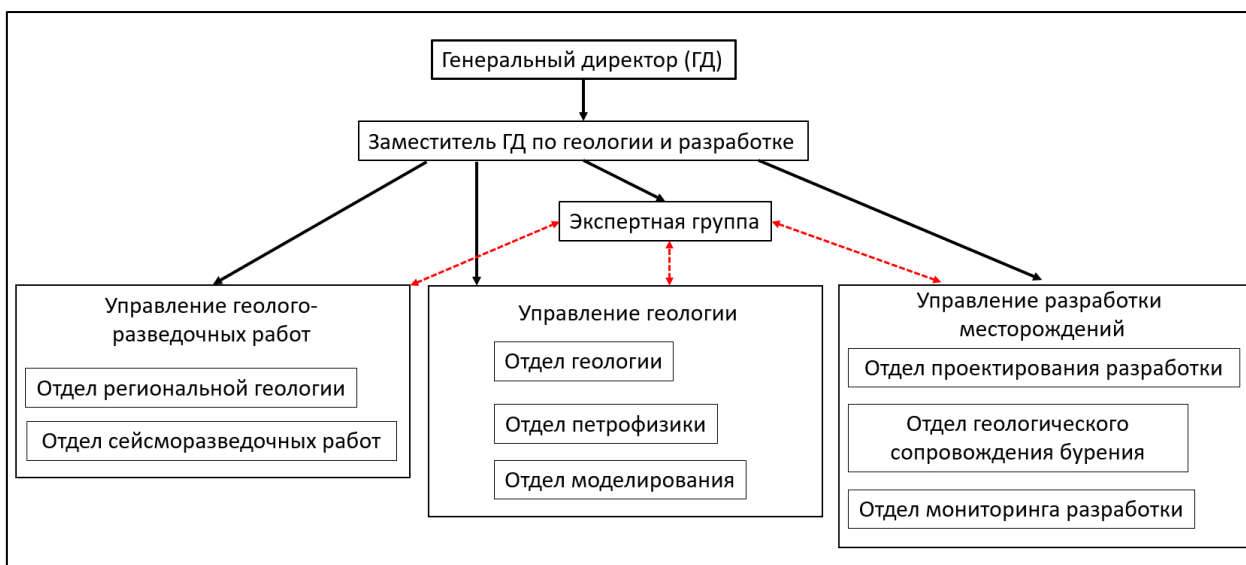 Генеральный директор (ГД)
Заместитель ГД по геологии и разработке
Экспертная группа
Управление геолого-
разведочных работ
Отдел региональной геологии
Отдел сейсморазведочных работ
Управление геологии
Отдел геологии
Отдел петрофизики
Отдел моделирования
Управление разработки
месторождений
Отдел проектирования разработки
Отдел геологического
сопровождения бурения
Отдел мониторинга разработки